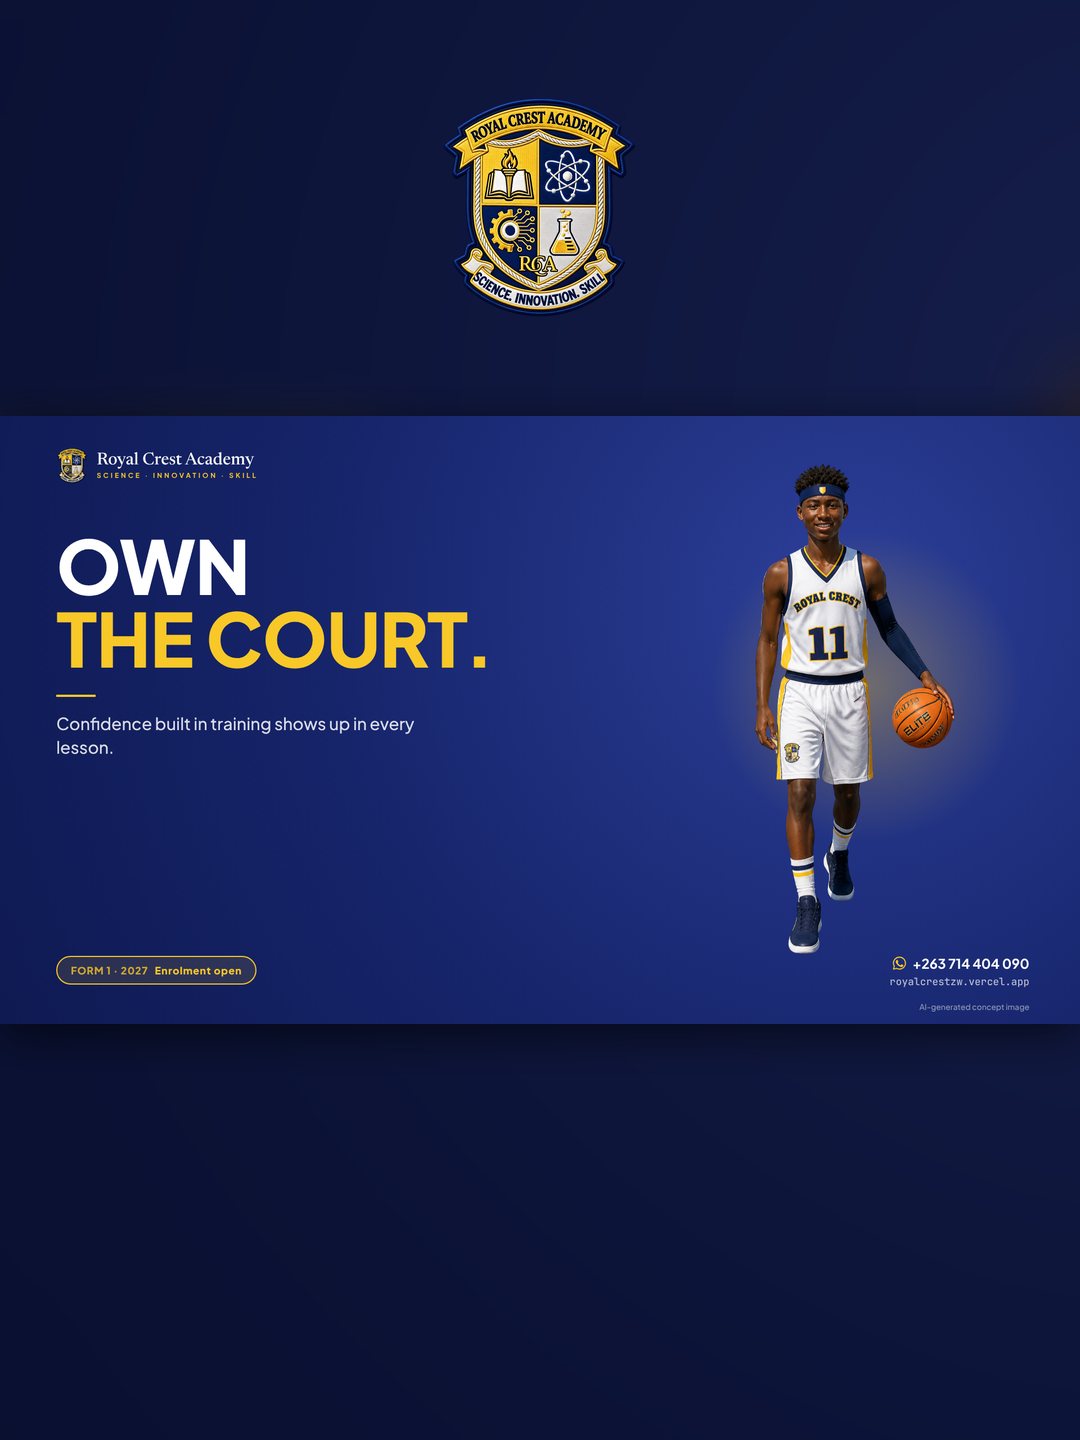 ROYAL CREST ACADEMY
RCA
SCIENCE. INNOVATION. SKILL
Royal Crest Academy
SCIENCE · INNOVATION · SKILL
OWN
THE COURT.
Confidence built in training shows up in every
lesson.
ROYAL CREST
11
ELITE
FORM 1 · 2027 Enrolment open
+263 714 404 090
royalcrestzw.vercel.app
AI-generated concept image